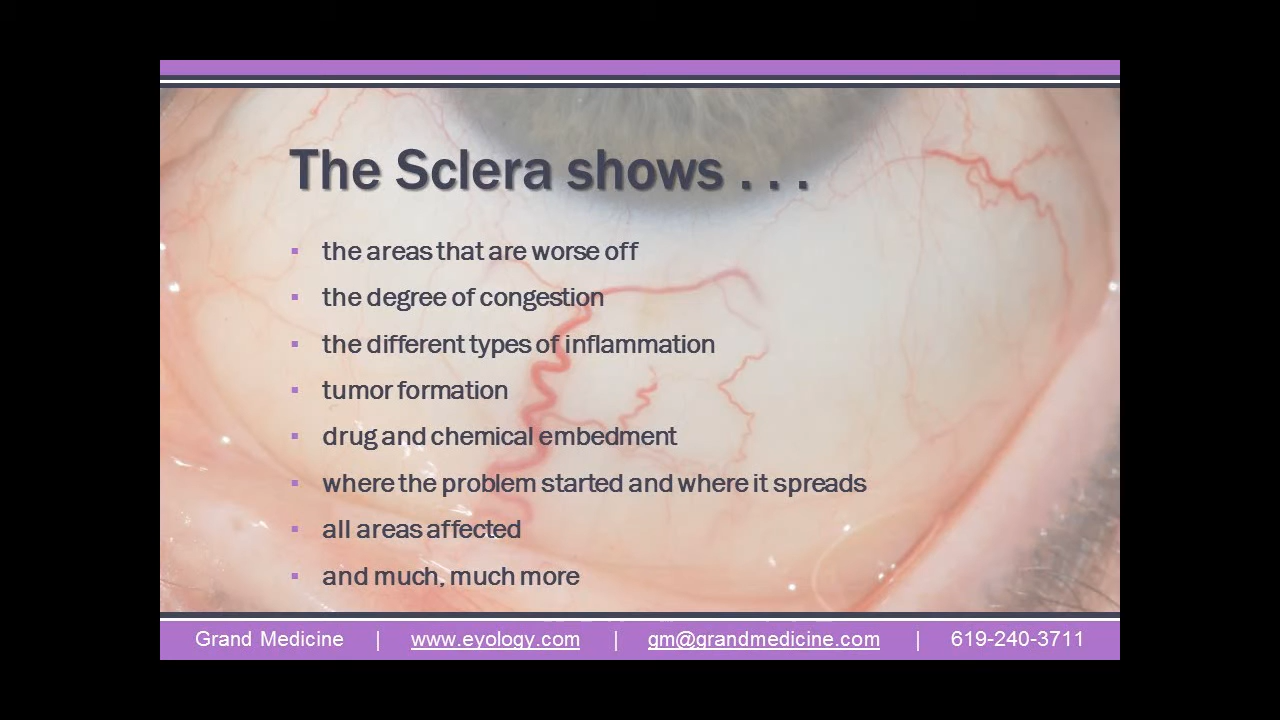 The Sclera shows . . .
▪ the areas that are worse off
▪ the degree of congestion
▪ the different types of inflammation
▪ tumor formation
▪ drug and chemical embedment
▪ where the problem started and where it spreads
▪ all areas affected
▪ and much, much more
Grand Medicine | www.eyology.com | gm@grandmedicine.com | 619-240-3711